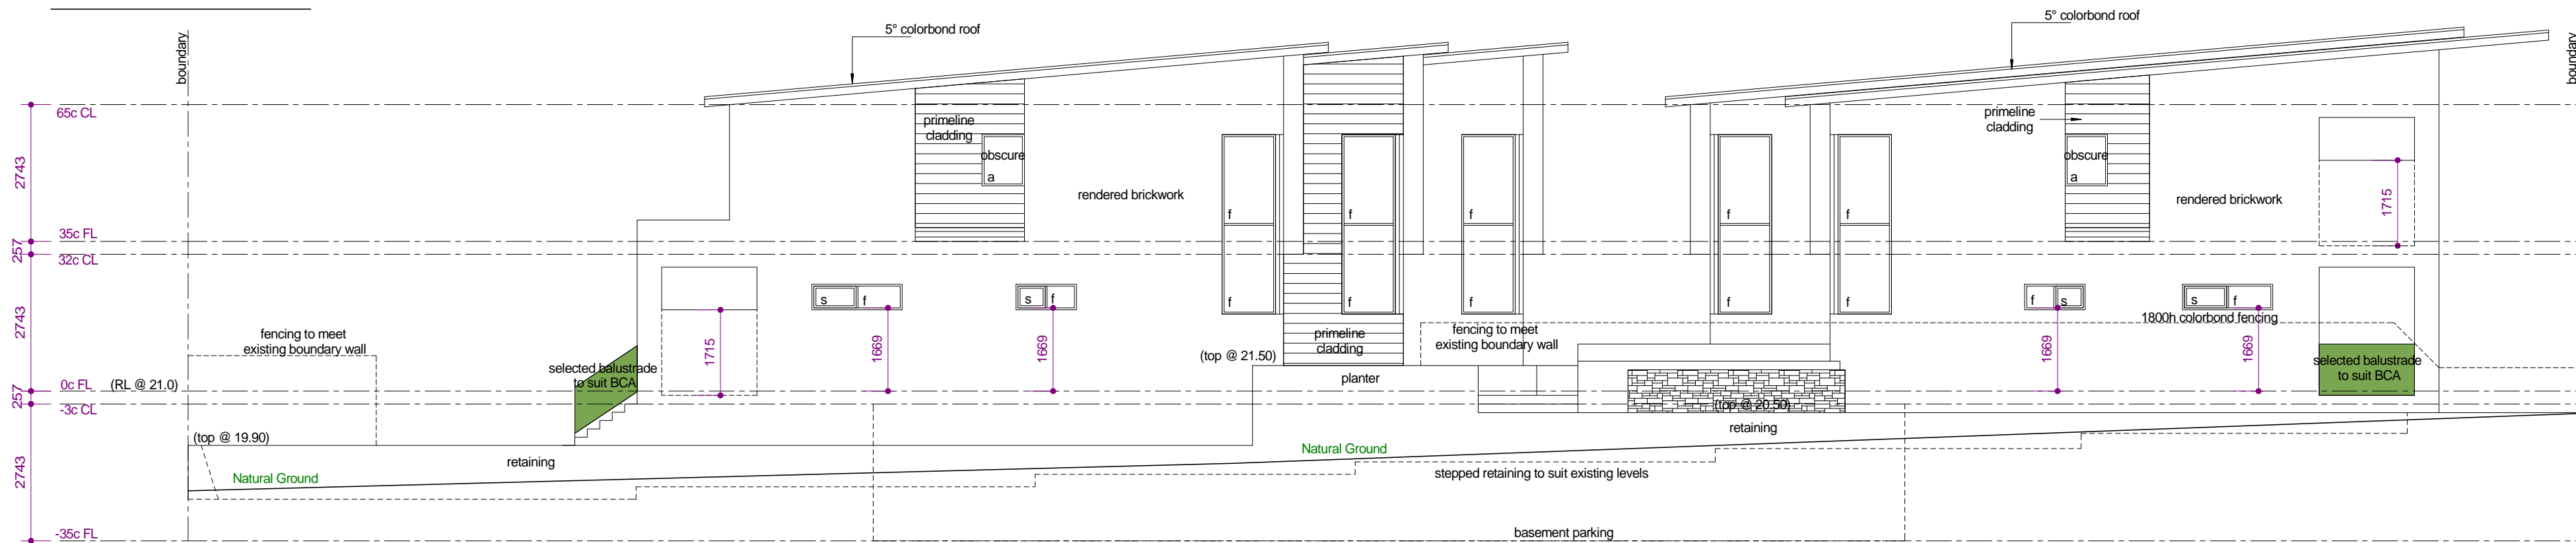 5° colorbond roof
5° colorbond roof
boundary
boundary
65c CL
primeline
cladding
primeline
cladding
obscure
a
obscure
a
2743
rendered brickwork
rendered brickwork
1715
f
f
f
f
f
35c FL
257
32c CL
s
f
s
f
f
f
f
f
f
f
s
s
f
2743
fencing to meet
existing boundary wall
1715
1669
1669
(top @ 21.50)
primeline
cladding
fencing to meet
existing boundary wall
1800h colorbond fencing
1669
1669
selected balustrade
to suit BCA
selected balustrade
to suit BCA
planter
0c FL
(RL @ 21.0)
257
-3c CL
(top @ 20.50)
(top @ 19.90)
retaining
retaining
Natural Ground
Natural Ground
2743
stepped retaining to suit existing levels
-35c FL
basement parking